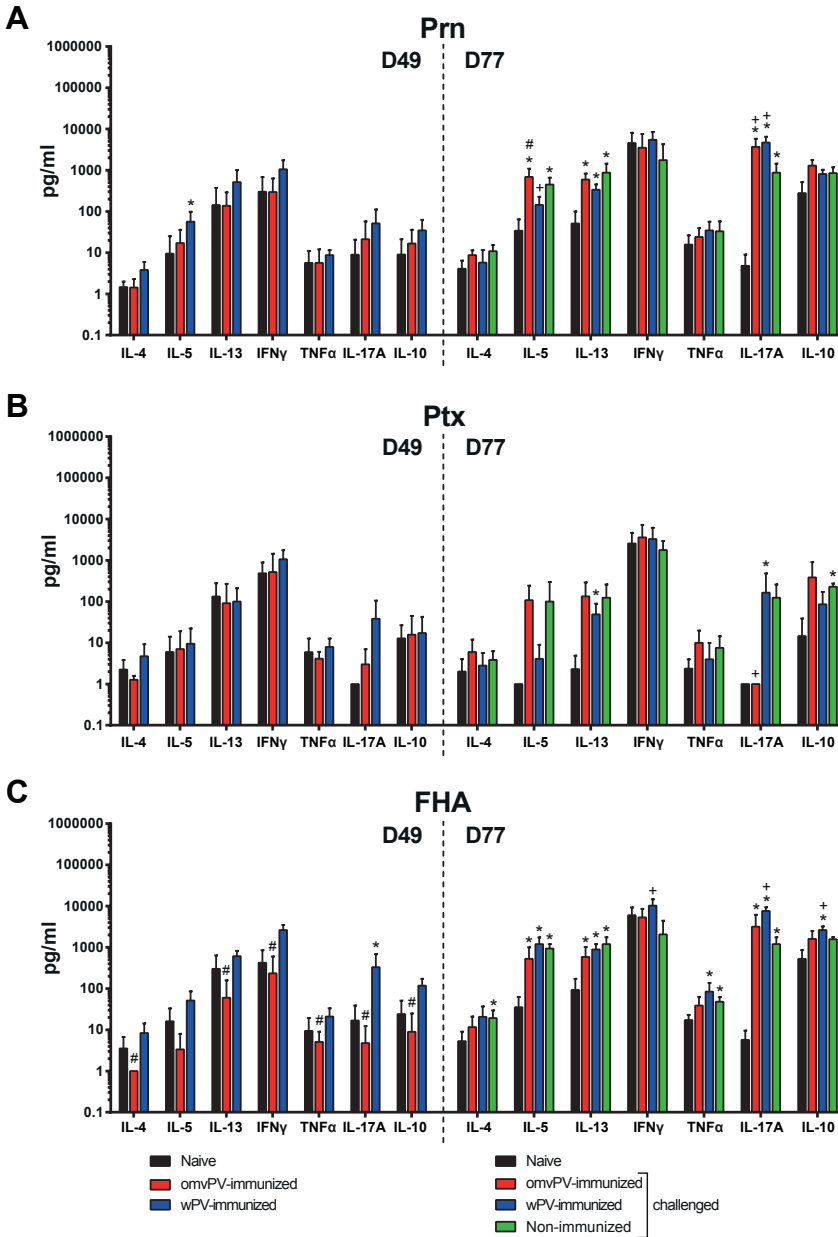 A
Prn
D49
D77
1000000
100000
10000
1000
100
10
1
0.1
pg/ml
# * * + * * * * + * + * *
IL-4 IL-5 IL-13 IFNγ TNFα IL-17A IL-10 IL-4 IL-5 IL-13 IFNγ TNFα IL-17A IL-10
B
Ptx
D49
D77
1000000
100000
10000
1000
100
10
1
0.1
pg/ml
* + * *
IL-4 IL-5 IL-13 IFNγ TNFα IL-17A IL-10 IL-4 IL-5 IL-13 IFNγ TNFα IL-17A IL-10
C
FHA
D49
D77
1000000
100000
10000
1000
100
10
1
0.1
pg/ml
# # # # # * # * * * * * * * + * * * + * * + *
IL-4 IL-5 IL-13 IFNγ TNFα IL-17A IL-10 IL-4 IL-5 IL-13 IFNγ TNFα IL-17A IL-10
Naive
omvPV-immunized
wPV-immunized
Naive
omvPV-immunized
wPV-immunized
Non-immunized
challenged